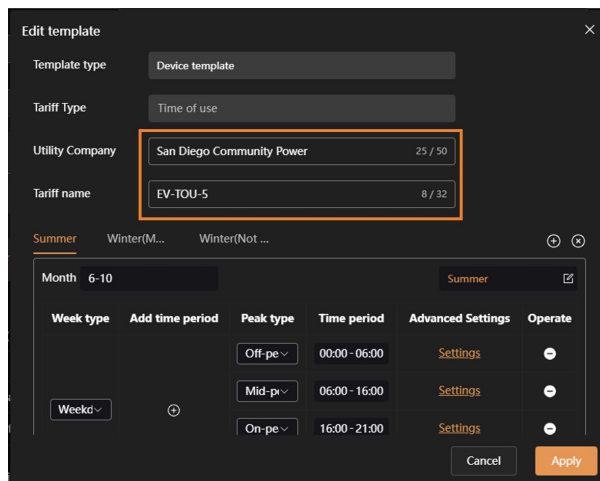 Edit template
Template type Device template
Tariff Type Time of use
Utility Company San Diego Community Power 25 / 50
Tariff name EV-TOU-5 8 / 32
Summer Winter(M... Winter(Not ...
Month 6-10 Summer
Week type Add time period Peak type Time period Advanced Settings Operate
Off-pe 00:00 - 06:00 Settings
Mid-p 06:00 - 16:00 Settings
Weekd
On-pe 16:00 - 21:00 Settings
Cancel Apply